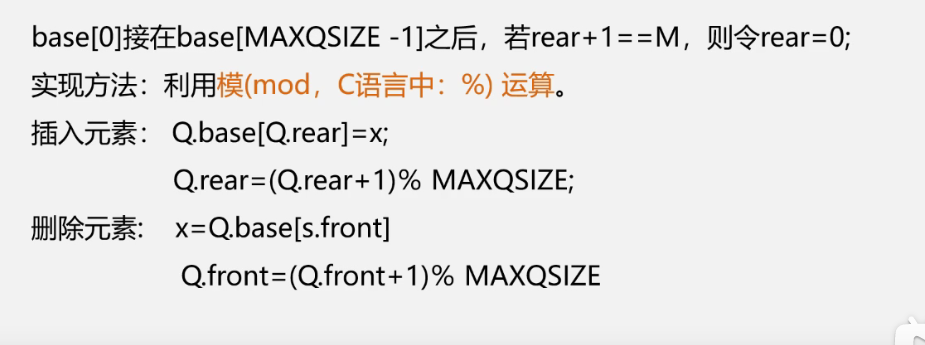 base[0]接在base[MAXQSIZE -1]之后，若rear+1==M，则令rear=0;
实现方法：利用模(mod，C语言中：%) 运算。
插入元素： Q.base[Q.rear]=x;
Q.rear=(Q.rear+1)% MAXQSIZE;
删除元素: x=Q.base[s.front]
Q.front=(Q.front+1)% MAXQSIZE